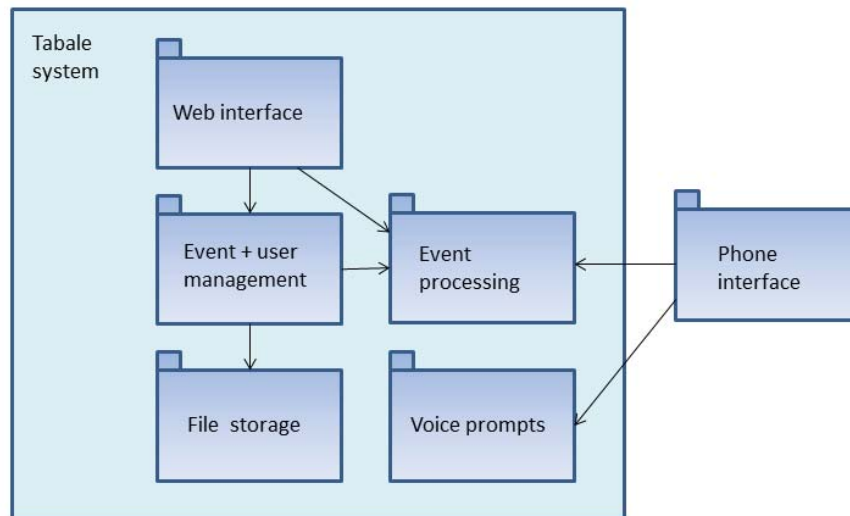 Tabale
system
Web interface
Event + user
management
Event
processing
Phone
interface
File storage
Voice prompts